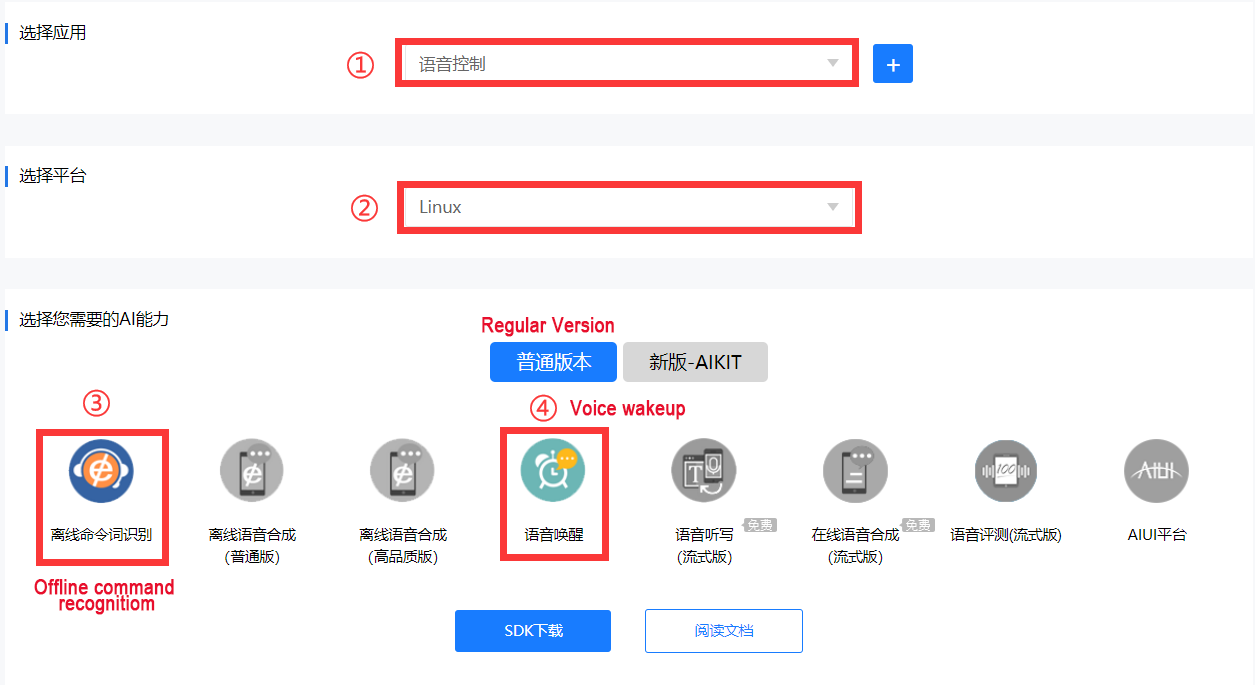 选择应用
① 语音控制
+
选择平台
② Linux
选择您需要的AI能力
Regular Version
普通版本 新版-AIKIT
③ ④ Voice wakeup
100 AIUI
离线命令词识别 离线语音合成 离线语音合成 语音唤醒 语音听写 免费 在线语音合成 免费 语音评测(流式版) AIUI平台
(普通版) (高品质版) (流式版) (流式版)
Offline command
recognitiom
SDK下载 阅读文档